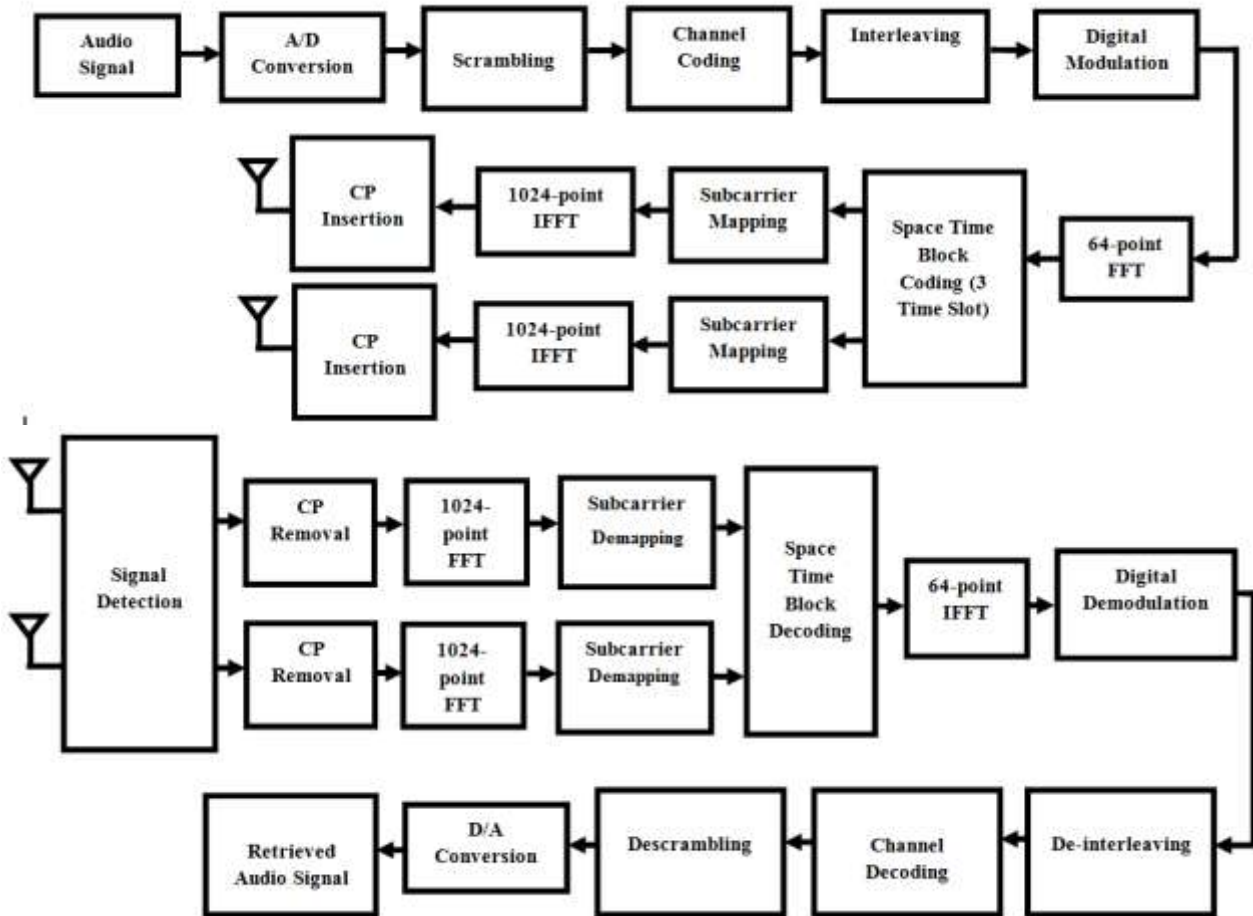 Audio
Signal
A/D
Conversion
Scrambling
Channel
Coding
Interleaving
Digital
Modulation
CP
Insertion
1024-point
IFFT
Subcarrier
Mapping
Space Time
Block
Coding (3
Time Slot)
64-point
FFT
CP
Insertion
1024-point
IFFT
Subcarrier
Mapping
Signal
Detection
CP
Removal
1024-
point
FFT
Subcarrier
Demapping
Space
Time
Block
Decoding
64-point
IFFT
Digital
Demodulation
CP
Removal
1024-
point
FFT
Subcarrier
Demapping
Retrieved
Audio Signal
D/A
Conversion
Descrambling
Channel
Decoding
De-interleaving